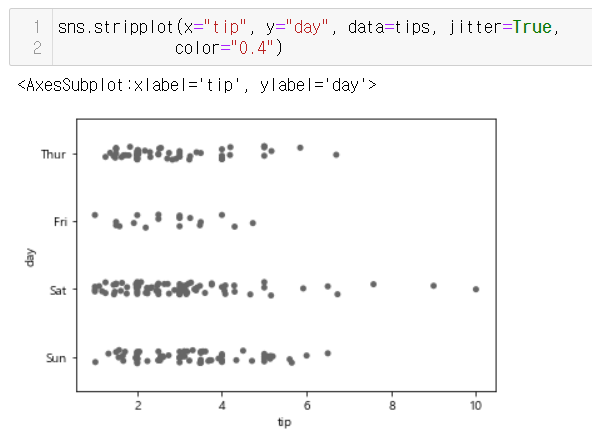 1 sns.stripplot(x="tip", y="day", data=tips, jitter=True,
2 color="0.4")
<AxesSubplot:xlabel='tip', ylabel='day'>
Thur
Fri
day
Sat
Sun
2 4 6 8 10
tip